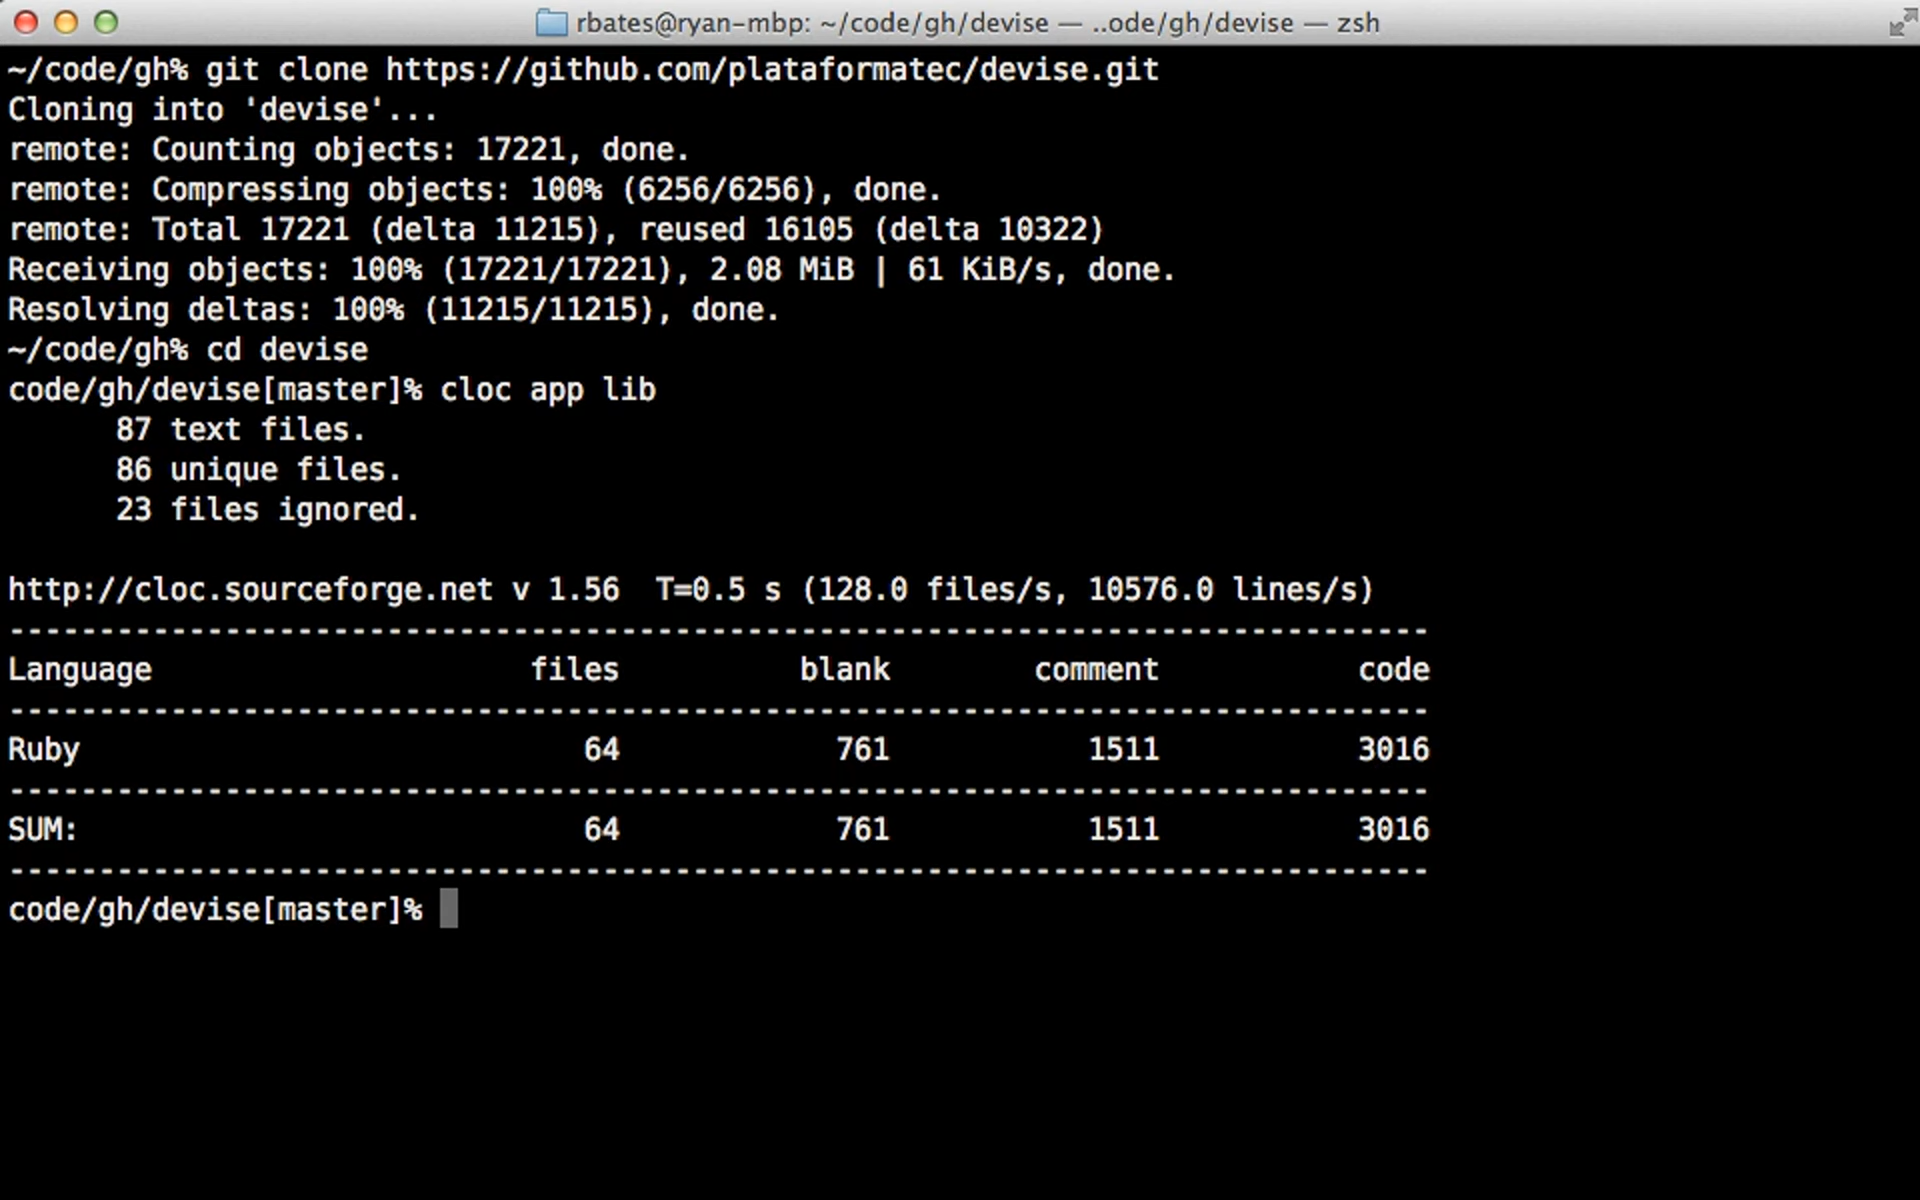 rbates@ryan-mbp: ~/code/gh/devise — ..ode/gh/devise — zsh
~/code/gh% git clone https://github.com/plataformatec/devise.git
Cloning into 'devise'...
remote: Counting objects: 17221, done.
remote: Compressing objects: 100% (6256/6256), done.
remote: Total 17221 (delta 11215), reused 16105 (delta 10322)
Receiving objects: 100% (17221/17221), 2.08 MiB | 61 KiB/s, done.
Resolving deltas: 100% (11215/11215), done.
~/code/gh% cd devise
code/gh/devise[master]% cloc app lib
      87 text files.
      86 unique files.
      23 files ignored.

http://cloc.sourceforge.net v 1.56  T=0.5 s (128.0 files/s, 10576.0 lines/s)
-------------------------------------------------------------------------------
Language                     files          blank        comment           code
-------------------------------------------------------------------------------
Ruby                            64            761           1511           3016
-------------------------------------------------------------------------------
SUM:                            64            761           1511           3016
-------------------------------------------------------------------------------
code/gh/devise[master]%